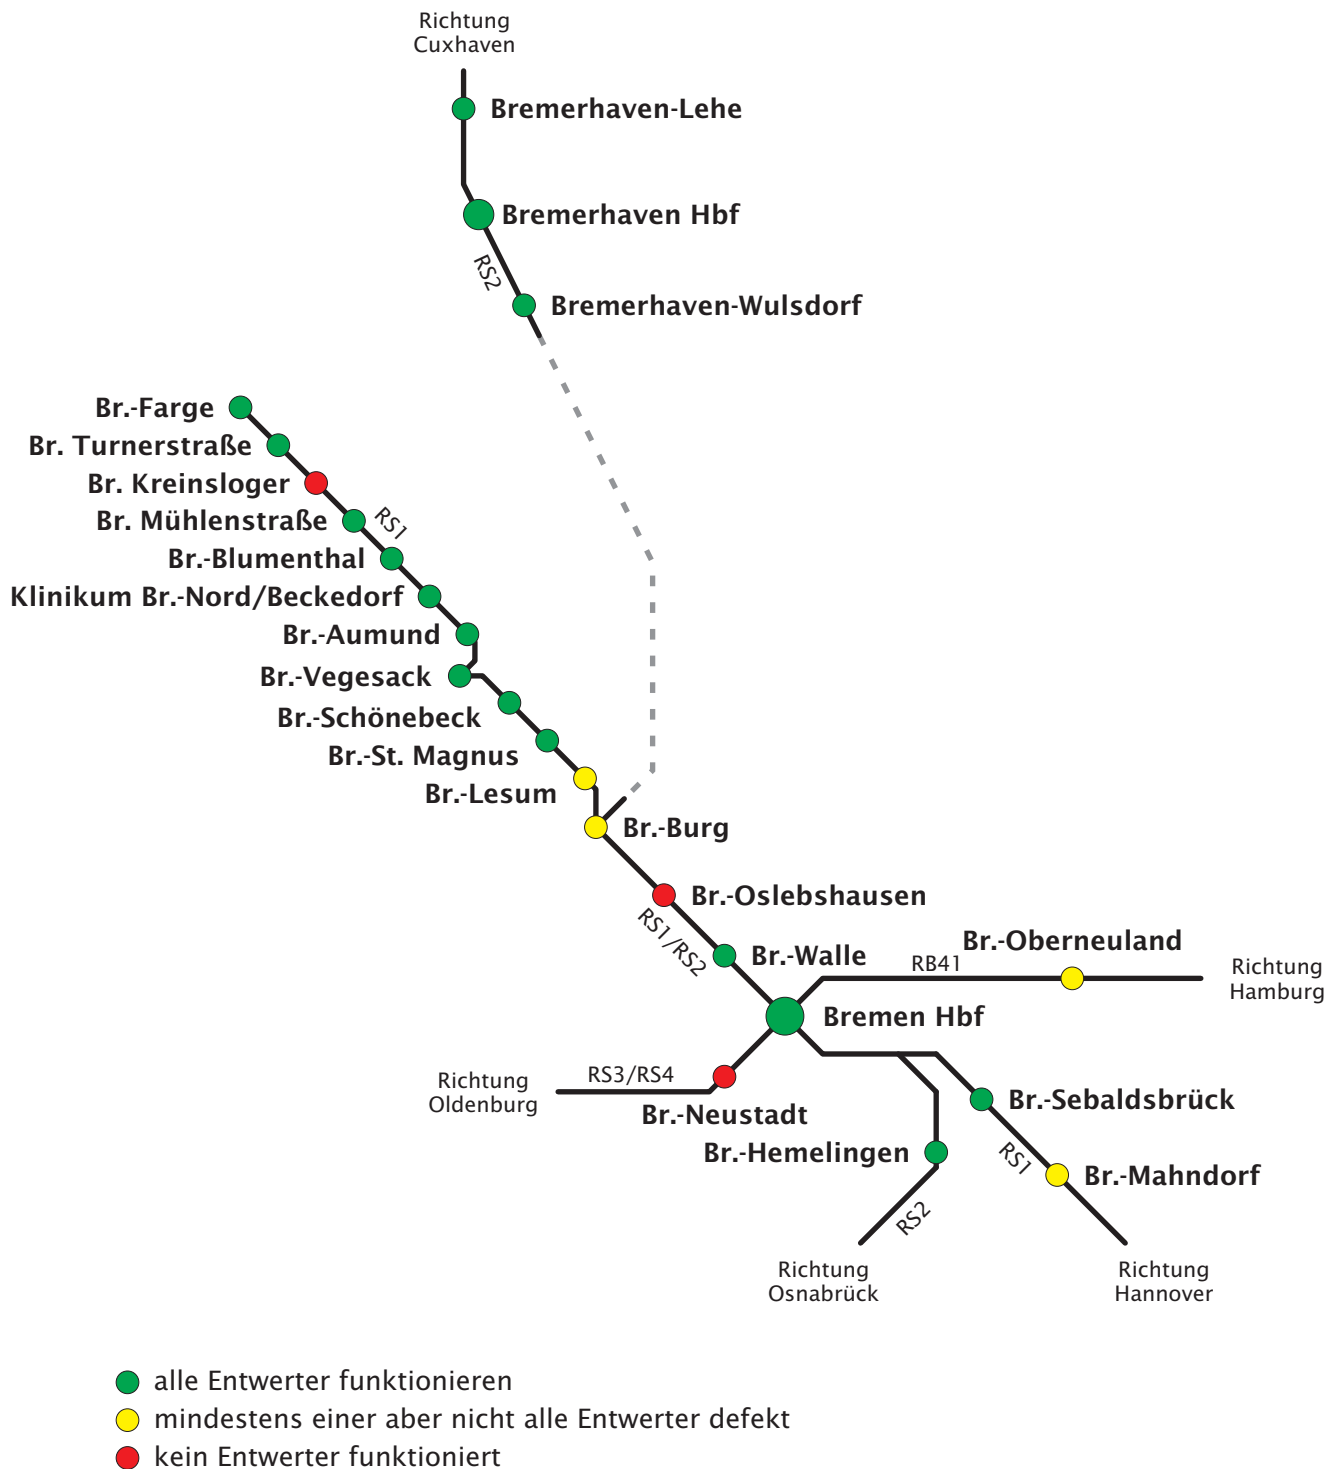 Richtung
Cuxhaven
Bremerhaven-Lehe
Bremerhaven Hbf
RS2
Bremerhaven-Wulsdorf
Br.-Farge
Br. Turnerstraße
Br. Kreinsloger
Br. Mühlenstraße
RS1
Br.-Blumenthal
Klinikum Br.-Nord/Beckedorf
Br.-Aumund
Br.-Vegesack
Br.-Schönebeck
Br.-St. Magnus
Br.-Lesum
Br.-Burg
Br.-Oslebshausen
RS1/RS2
Br.-Walle
Br.-Oberneuland
RB41
Richtung
Hamburg
Bremen Hbf
RS3/RS4
Richtung
Oldenburg
Br.-Neustadt
Br.-Sebaldsbrück
Br.-Hemelingen
RS1
Br.-Mahndorf
RS2
Richtung
Osnabrück
Richtung
Hannover
alle Entwerter funktionieren
mindestens einer aber nicht alle Entwerter defekt
kein Entwerter funktioniert